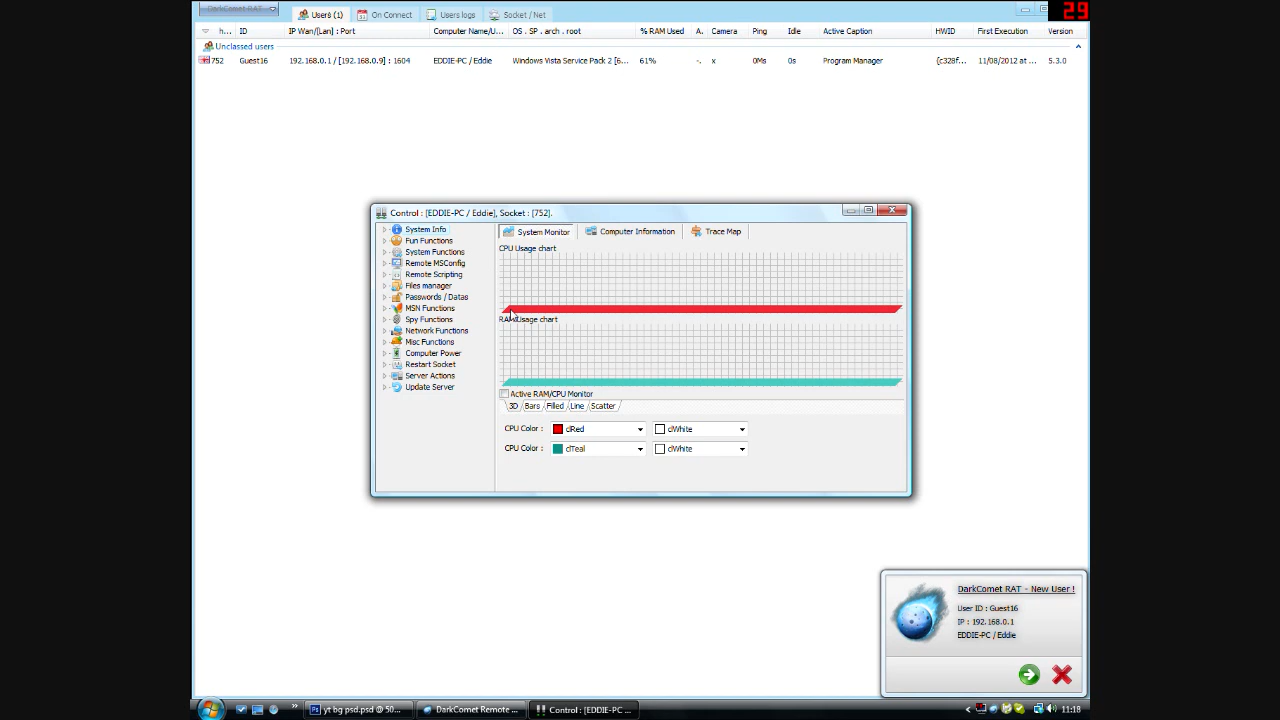 DarkComet RAT
Users (1)
On Connect
Users logs
Socket / Net
29
h...
ID
IP Wan/[Lan] : Port
Computer Name/U...
OS . SP . arch . root
% RAM Used
A.
Camera
Ping
Idle
Active Caption
HWID
First Execution
Version
Unclassed users
752
Guest16
192.168.0.1 / [192.168.0.9] : 1604
EDDIE-PC / Eddie
Windows Vista Service Pack 2 [6...
61%
-.
x
0Ms
0s
Program Manager
{c328f...
11/08/2012 at ...
5.3.0
Control : [EDDIE-PC / Eddie], Socket : [752].
System Info
Fun Functions
System Functions
Remote MSConfig
Remote Scripting
Files manager
Passwords / Datas
MSN Functions
Spy Functions
Network Functions
Misc Functions
Computer Power
Restart Socket
Server Actions
Update Server
System Monitor
Computer Information
Trace Map
CPU Usage chart
RAM Usage chart
Active RAM/CPU Monitor
3D
Bars
Filled
Line
Scatter
CPU Color :
clRed
clWhite
CPU Color :
clTeal
clWhite
DarkComet RAT - New User !
User ID : Guest16
IP : 192.168.0.1
EDDIE-PC / Eddie
yt bg psd.psd @ 50...
DarkComet Remote ...
Control : [EDDIE-PC ...
11:18